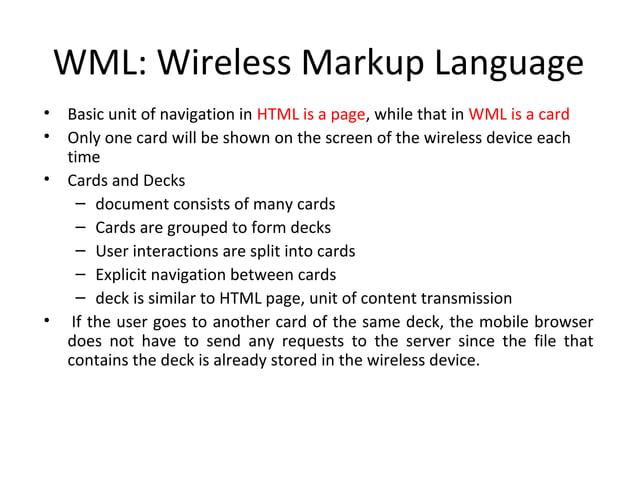 WML: Wireless Markup Language
• Basic unit of navigation in HTML is a page, while that in WML is a card
• Only one card will be shown on the screen of the wireless device each
time
• Cards and Decks
– document consists of many cards
– Cards are grouped to form decks
– User interactions are split into cards
– Explicit navigation between cards
– deck is similar to HTML page, unit of content transmission
• If the user goes to another card of the same deck, the mobile browser
does not have to send any requests to the server since the file that
contains the deck is already stored in the wireless device.